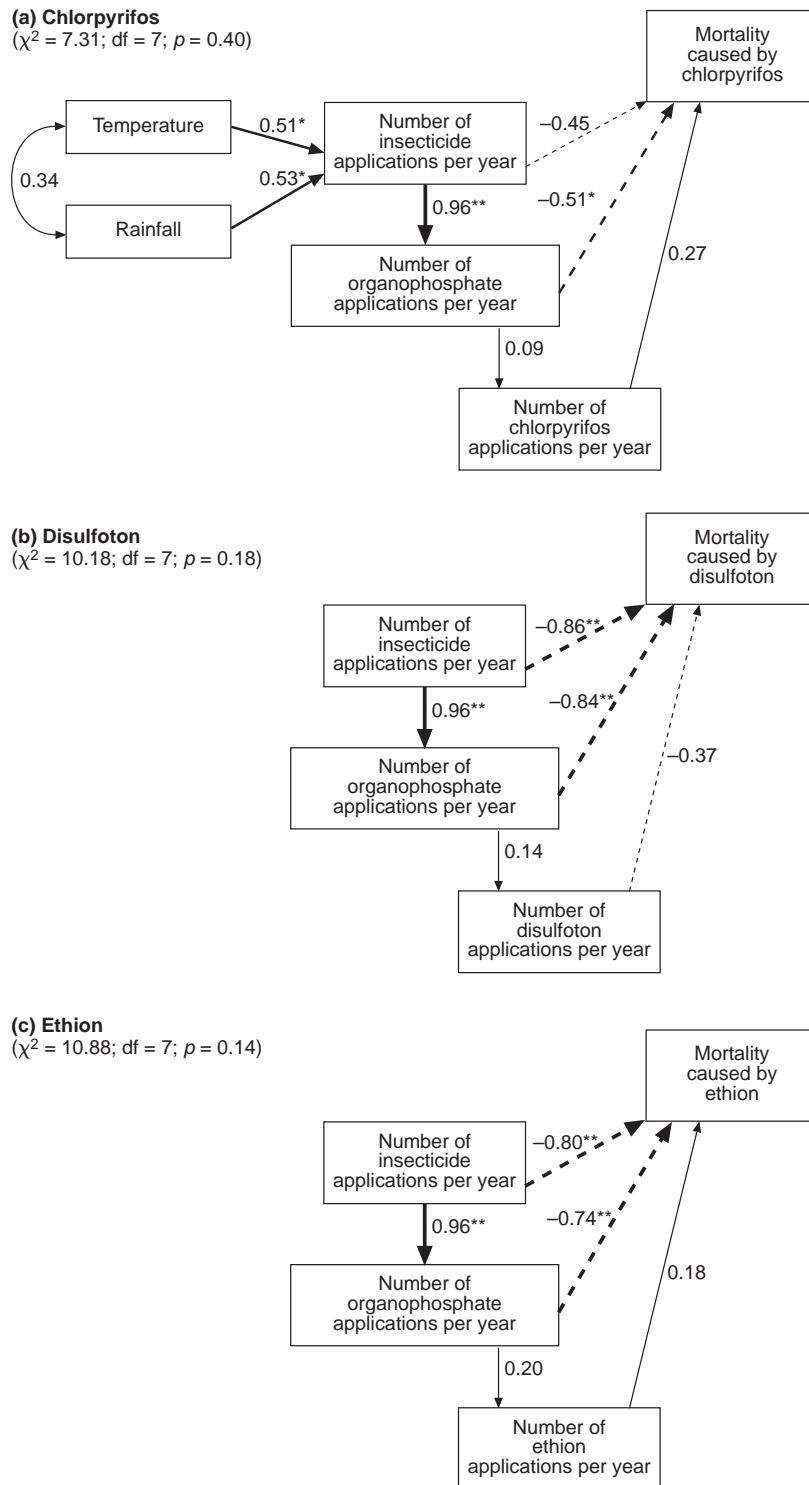 (a) Chlorpyrifos
(χ2 = 7.31; df = 7; p = 0.40)
Mortality
caused by
chlorpyrifos
Temperature
0.51*
Number of
insecticide
applications per year
–0.45
0.34
0.53*
Rainfall
0.96**
–0.51*
Number of
organophosphate
applications per year
0.27
0.09
Number of
chlorpyrifos
applications per year
(b) Disulfoton
(χ2 = 10.18; df = 7; p = 0.18)
Mortality
caused by
disulfoton
Number of
insecticide
applications per year
–0.86**
0.96**
–0.84**
Number of
organophosphate
applications per year
–0.37
0.14
Number of
disulfoton
applications per year
(c) Ethion
(χ2 = 10.88; df = 7; p = 0.14)
Mortality
caused by
ethion
Number of
insecticide
applications per year
–0.80**
0.96**
–0.74**
Number of
organophosphate
applications per year
0.18
0.20
Number of
ethion
applications per year